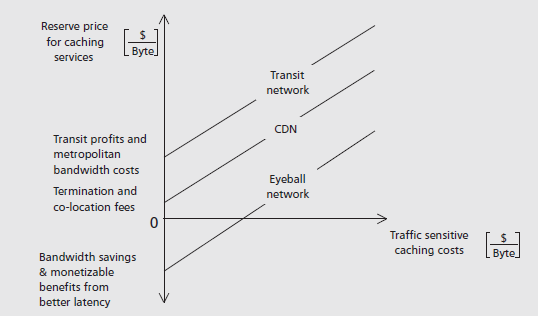 Reserve price
for caching
services
$
Byte
Transit
network
CDN
Transit profits and
metropolitan
bandwidth costs
Termination and
co-location fees
Eyeball
network
0
Traffic sensitive
caching costs
$
Byte
Bandwidth savings
& monetizable
benefits from
better latency